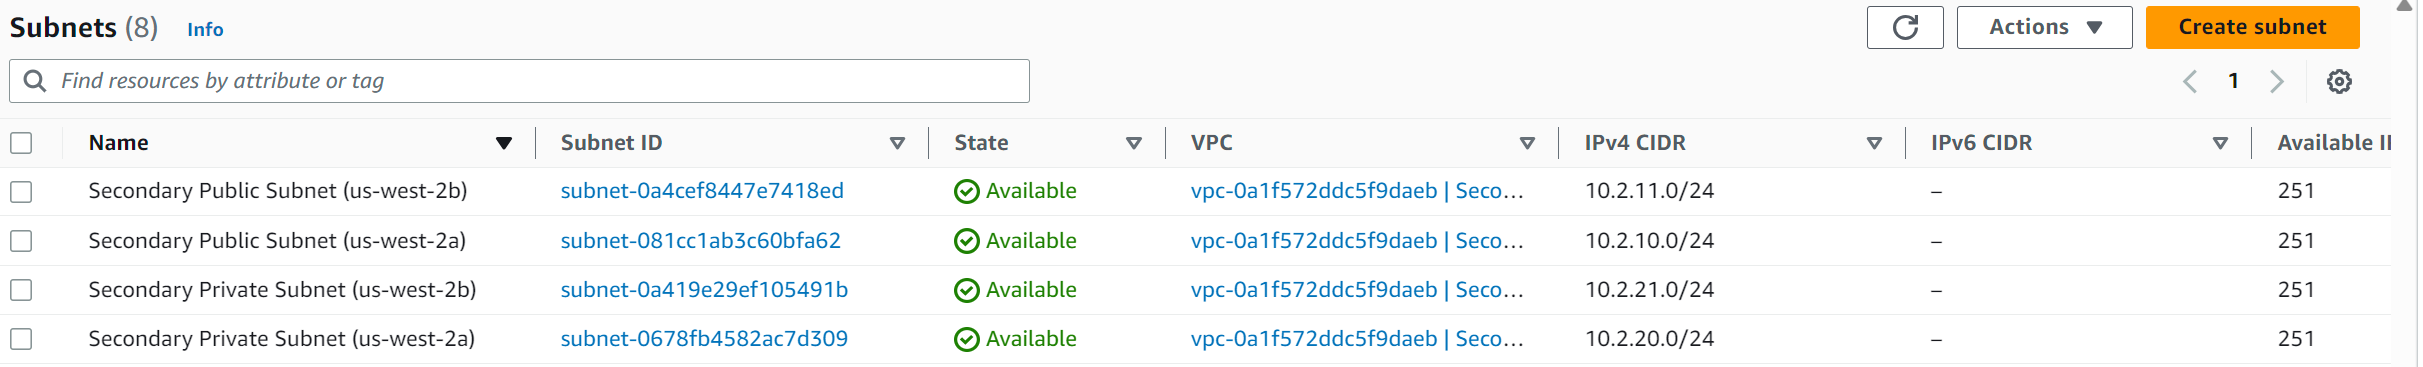 Subnets (8) Info Actions Create subnet
Find resources by attribute or tag 1
Name Subnet ID State VPC IPv4 CIDR IPv6 CIDR Available
Secondary Public Subnet (us-west-2b) subnet-0a4cef8447e7418ed Available vpc-0a1f572ddc5f9daeb | Seco… 10.2.11.0/24 – 251
Secondary Public Subnet (us-west-2a) subnet-081cc1ab3c60bfa62 Available vpc-0a1f572ddc5f9daeb | Seco… 10.2.10.0/24 – 251
Secondary Private Subnet (us-west-2b) subnet-0a419e29ef105491b Available vpc-0a1f572ddc5f9daeb | Seco… 10.2.21.0/24 – 251
Secondary Private Subnet (us-west-2a) subnet-0678fb4582ac7d309 Available vpc-0a1f572ddc5f9daeb | Seco… 10.2.20.0/24 – 251